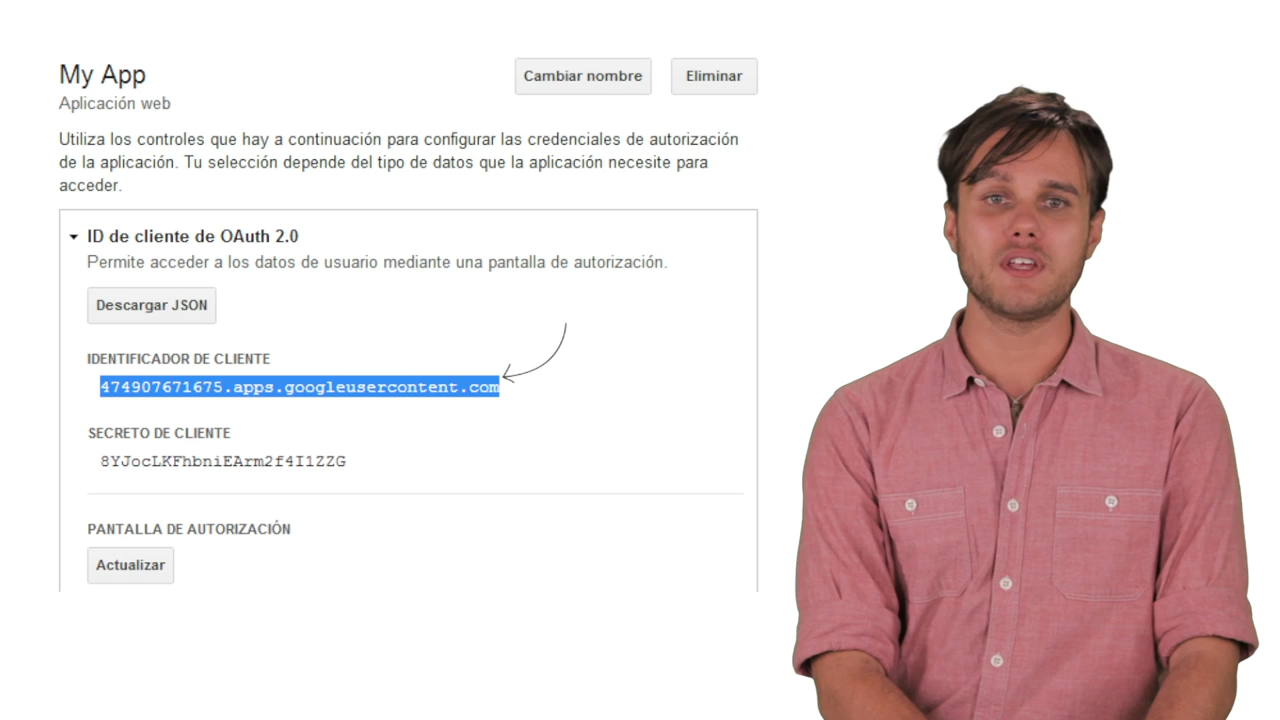 My App
Cambiar nombre
Eliminar
Aplicación web
Utiliza los controles que hay a continuación para configurar las credenciales de autorización
de la aplicación. Tu selección depende del tipo de datos que la aplicación necesite para
acceder.
ID de cliente de OAuth 2.0
Permite acceder a los datos de usuario mediante una pantalla de autorización.
Descargar JSON
IDENTIFICADOR DE CLIENTE
474907671675.apps.googleusercontent.com
SECRETO DE CLIENTE
8YJocLKFhbniEArm2f4I1ZZG
PANTALLA DE AUTORIZACIÓN
Actualizar